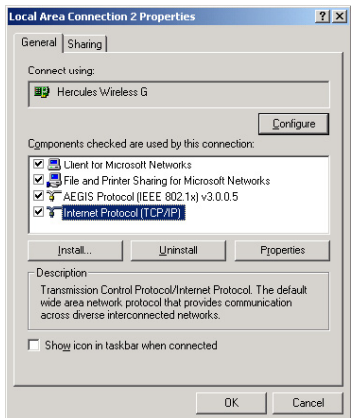 Local Area Connection 2 Properties
General Sharing
Connect using:
Hercules Wireless G
Configure
Components checked are used by this connection:
Client for Microsoft Networks
File and Printer Sharing for Microsoft Networks
AEGIS Protocol (IEEE 802.1x) v3.0.0.5
Internet Protocol (TCP/IP)
Install... Uninstall Properties
Description
Transmission Control Protocol/Internet Protocol. The default
wide area network protocol that provides communication
across diverse interconnected networks.
Show icon in taskbar when connected
OK Cancel